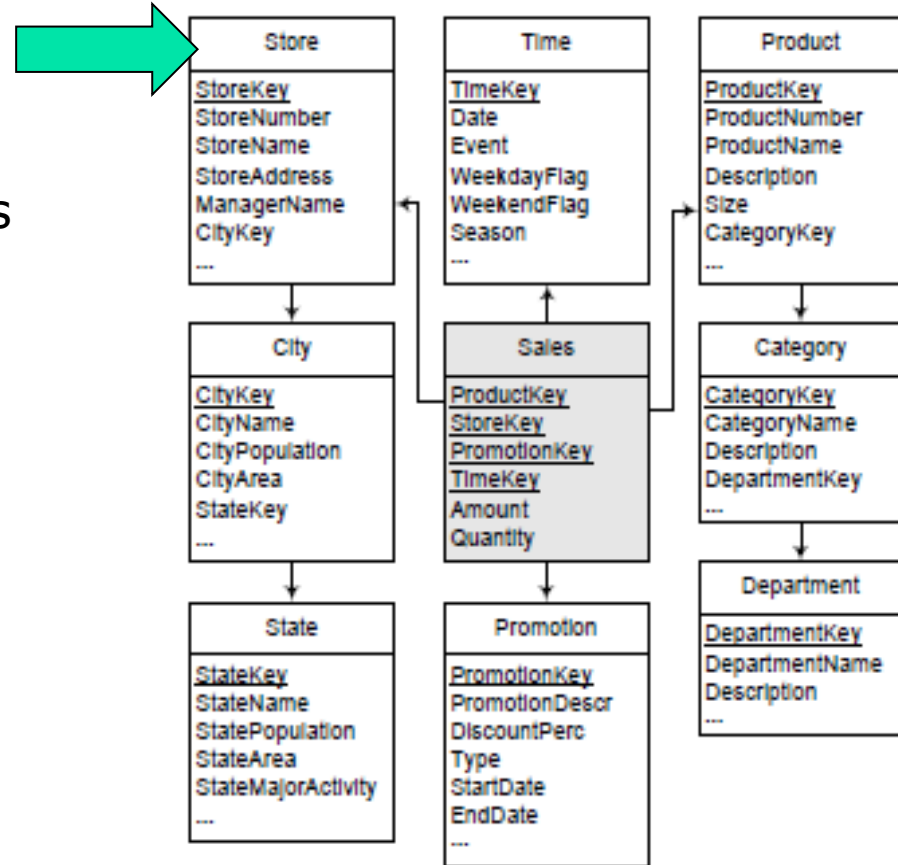 Store
StoreKey
StoreNumber
StoreName
StoreAddress
ManagerName
CityKey
...
Time
TimeKey
Date
Event
WeekdayFlag
WeekendFlag
Season
...
Product
ProductKey
ProductNumber
ProductName
Description
Size
CategoryKey
...
s
City
CityKey
CityName
CityPopulation
CityArea
StateKey
...
Sales
ProductKey
StoreKey
PromotionKey
TimeKey
Amount
Quantity
Category
CategoryKey
CategoryName
Description
DepartmentKey
...
State
StateKey
StateName
StatePopulation
StateArea
StateMajorActivity
...
Promotion
PromotionKey
PromotionDescr
DiscountPerc
Type
StartDate
EndDate
...
Department
DepartmentKey
DepartmentName
Description
...